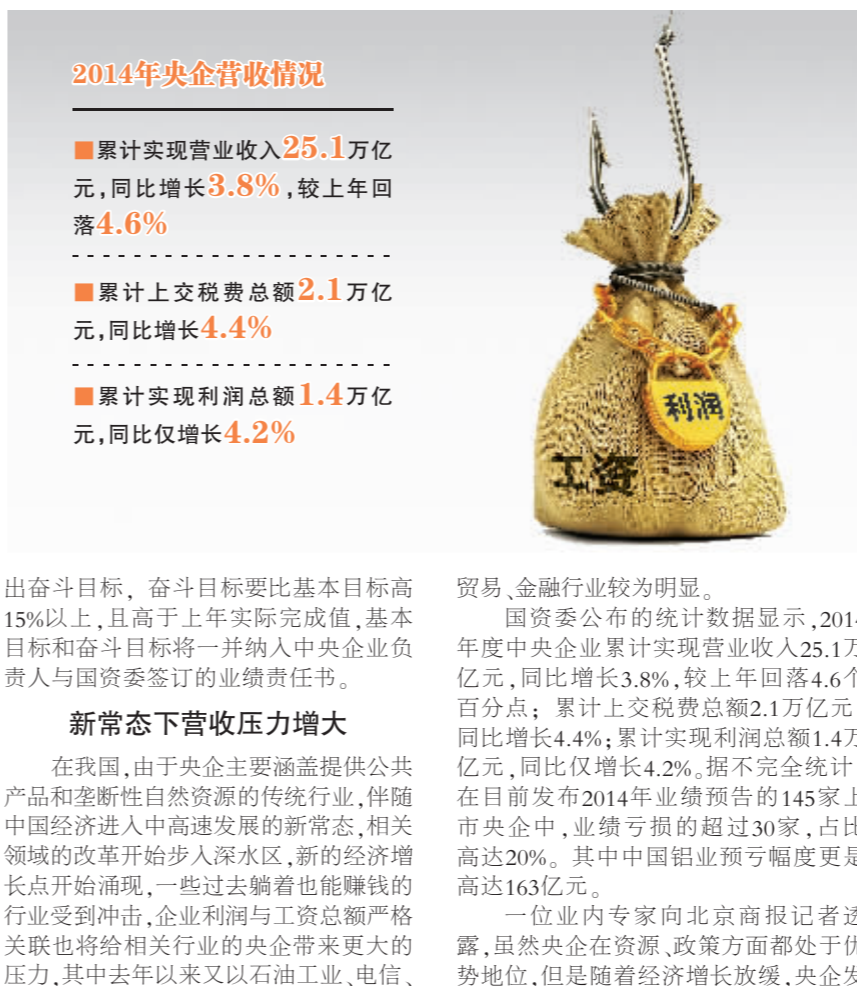 2014年央企营收情况
■累计实现营业收入25.1万亿
元,同比增长3.8%,较上年回
落4.6%
■累计上交税费总额2.1万亿
元,同比增长4.4%
■累计实现利润总额1.4万亿
元,同比仅增长4.2%
利润
工资
出奋斗目标，奋斗目标要比基本目标高
15%以上,且高于上年实际完成值,基本
目标和奋斗目标将一并纳入中央企业负
责人与国资委签订的业绩责任书。
新常态下营收压力增大
在我国,由于央企主要涵盖提供公共
产品和垄断性自然资源的传统行业,伴随
中国经济进入中高速发展的新常态,相关
领域的改革开始步入深水区,新的经济增
长点开始涌现,一些过去躺着也能赚钱的
行业受到冲击,企业利润与工资总额严格
关联也将给相关行业的央企带来更大的
压力,其中去年以来又以石油工业、电信、
贸易、金融行业较为明显。
国资委公布的统计数据显示,2014
年度中央企业累计实现营业收入25.1万
亿元,同比增长3.8%,较上年回落4.6个
百分点；累计上交税费总额2.1万亿元
同比增长4.4%;累计实现利润总额1.4万
亿元,同比仅增长4.2%。据不完全统计
在目前发布2014年业绩预告的145家上
市央企中,业绩亏损的超过30家,占比
高达20%。其中中国铝业预亏幅度更是
高达163亿元。
一位业内专家向北京商报记者透
露,虽然央企在资源、政策方面都处于优
势地位,但是随着经济增长放缓,央企发